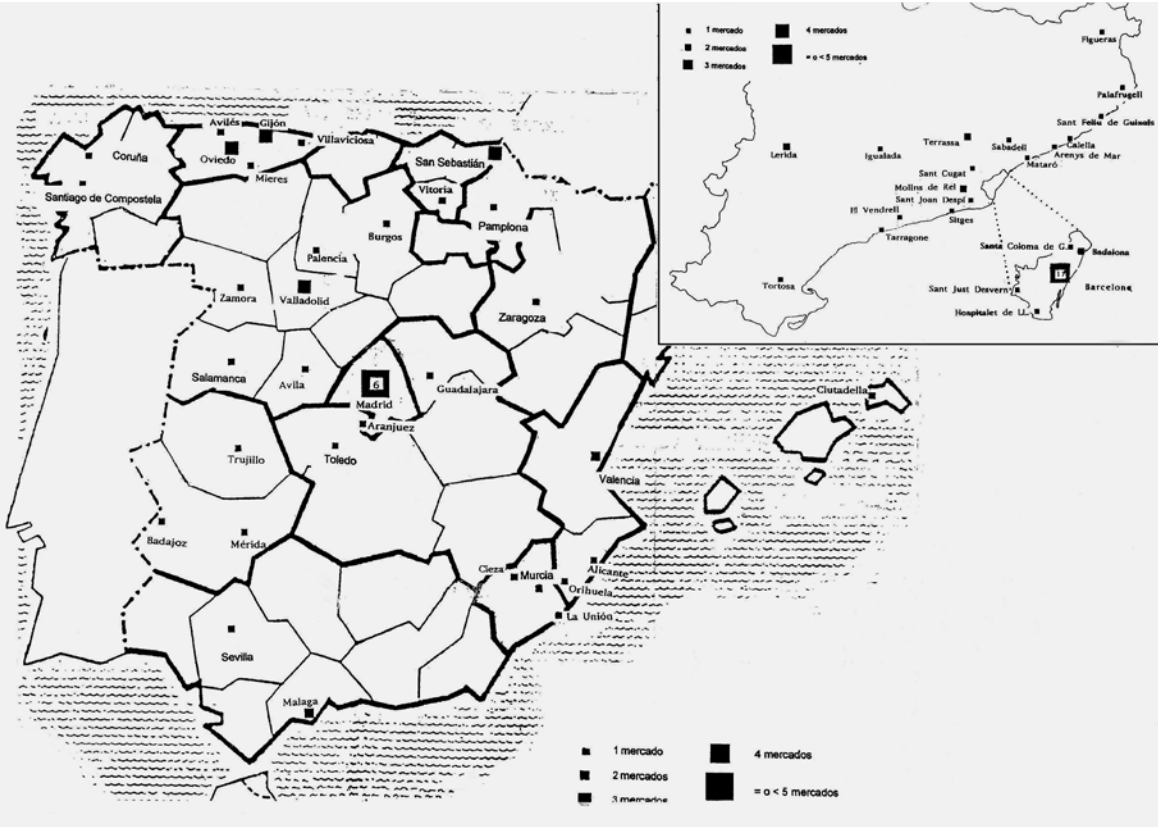 1 mercado
2 mercados
3 mercados
4 mercados
= o < 5 mercados
Figueras
Palafrugell
Sant Feliu de Guixols
Calella
Arenys de Mar
Mataró
Sabadell
Terrassa
Igualada
Lerida
Sant Cugat
Molins de Rei
Sant Joan Despí
El Vendrell
Sitges
Tarragone
Tortosa
Santa Coloma de G.
Badalona
Barcelone
Sant Just Desvern
Hospitalet de Ll.
Avilés
Gijón
Villaviciosa
Coruña
Oviedo
Mieres
San Sebastián
Santiago de Compostela
Vitoria
Pamplona
Burgos
Palencia
Zamora
Valladolid
Zaragoza
Salamanca
Avila
6
Madrid
Guadalajara
Aranjuez
Ciutadella
Trujillo
Toledo
Valencia
Badajoz
Mérida
Cieza
Murcia
Alicante
Orihuela
La Unión
Sevilla
Malaga
1 mercado
2 mercados
3 mercados
4 mercados
= o < 5 mercados